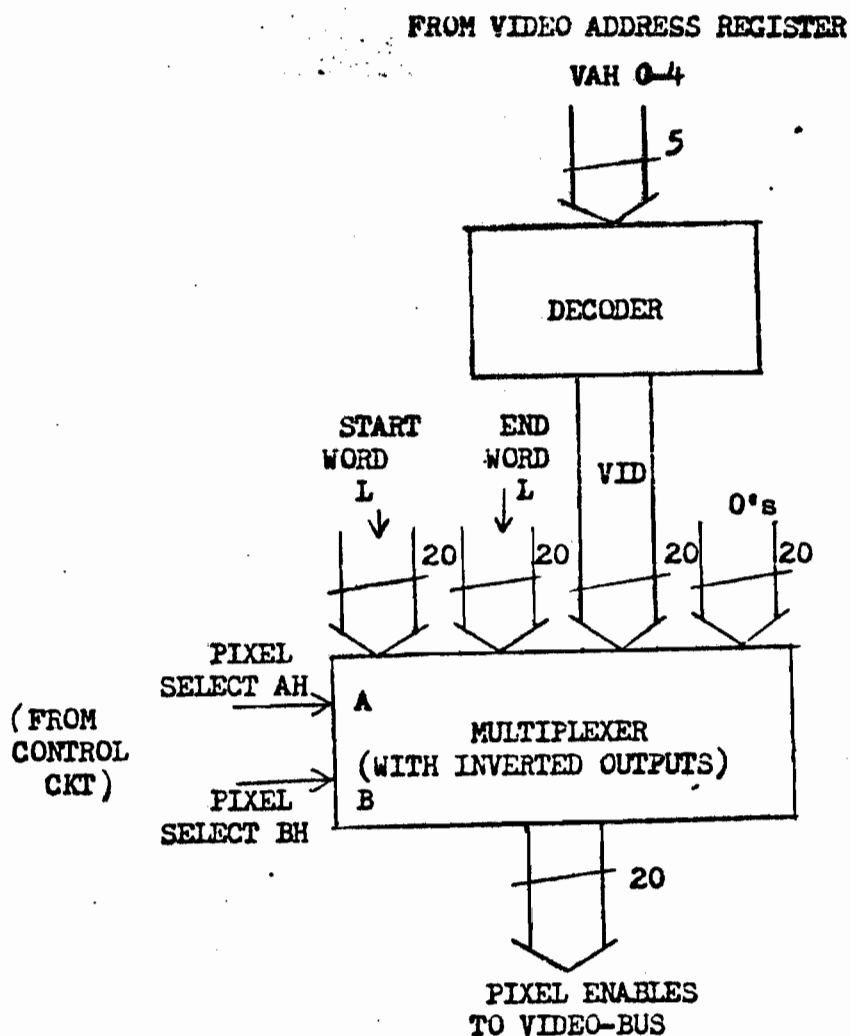 FROM VIDEO ADDRESS REGISTER
VAH 0-4
5
DECODER
START
WORD
L
END
WORD
L
VID
0's
20
20
20
20
PIXEL
SELECT AH
A
(FROM
CONTROL
CKT)
MULTIPLEXER
(WITH INVERTED OUTPUTS)
B
PIXEL
SELECT BH
20
PIXEL ENABLES
TO VIDEO-BUS